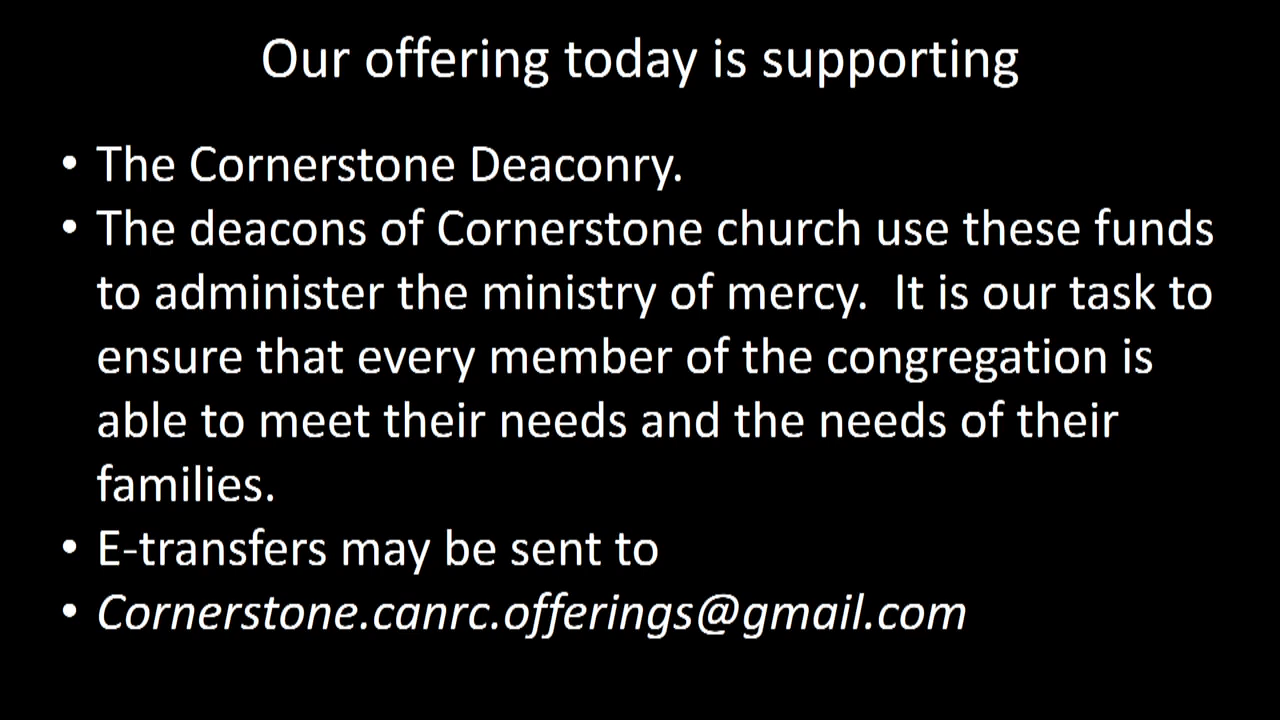 Our offering today is supporting
• The Cornerstone Deaconry.
• The deacons of Cornerstone church use these funds
to administer the ministry of mercy.  It is our task to
ensure that every member of the congregation is
able to meet their needs and the needs of their
families.
• E-transfers may be sent to
• Cornerstone.canrc.offerings@gmail.com